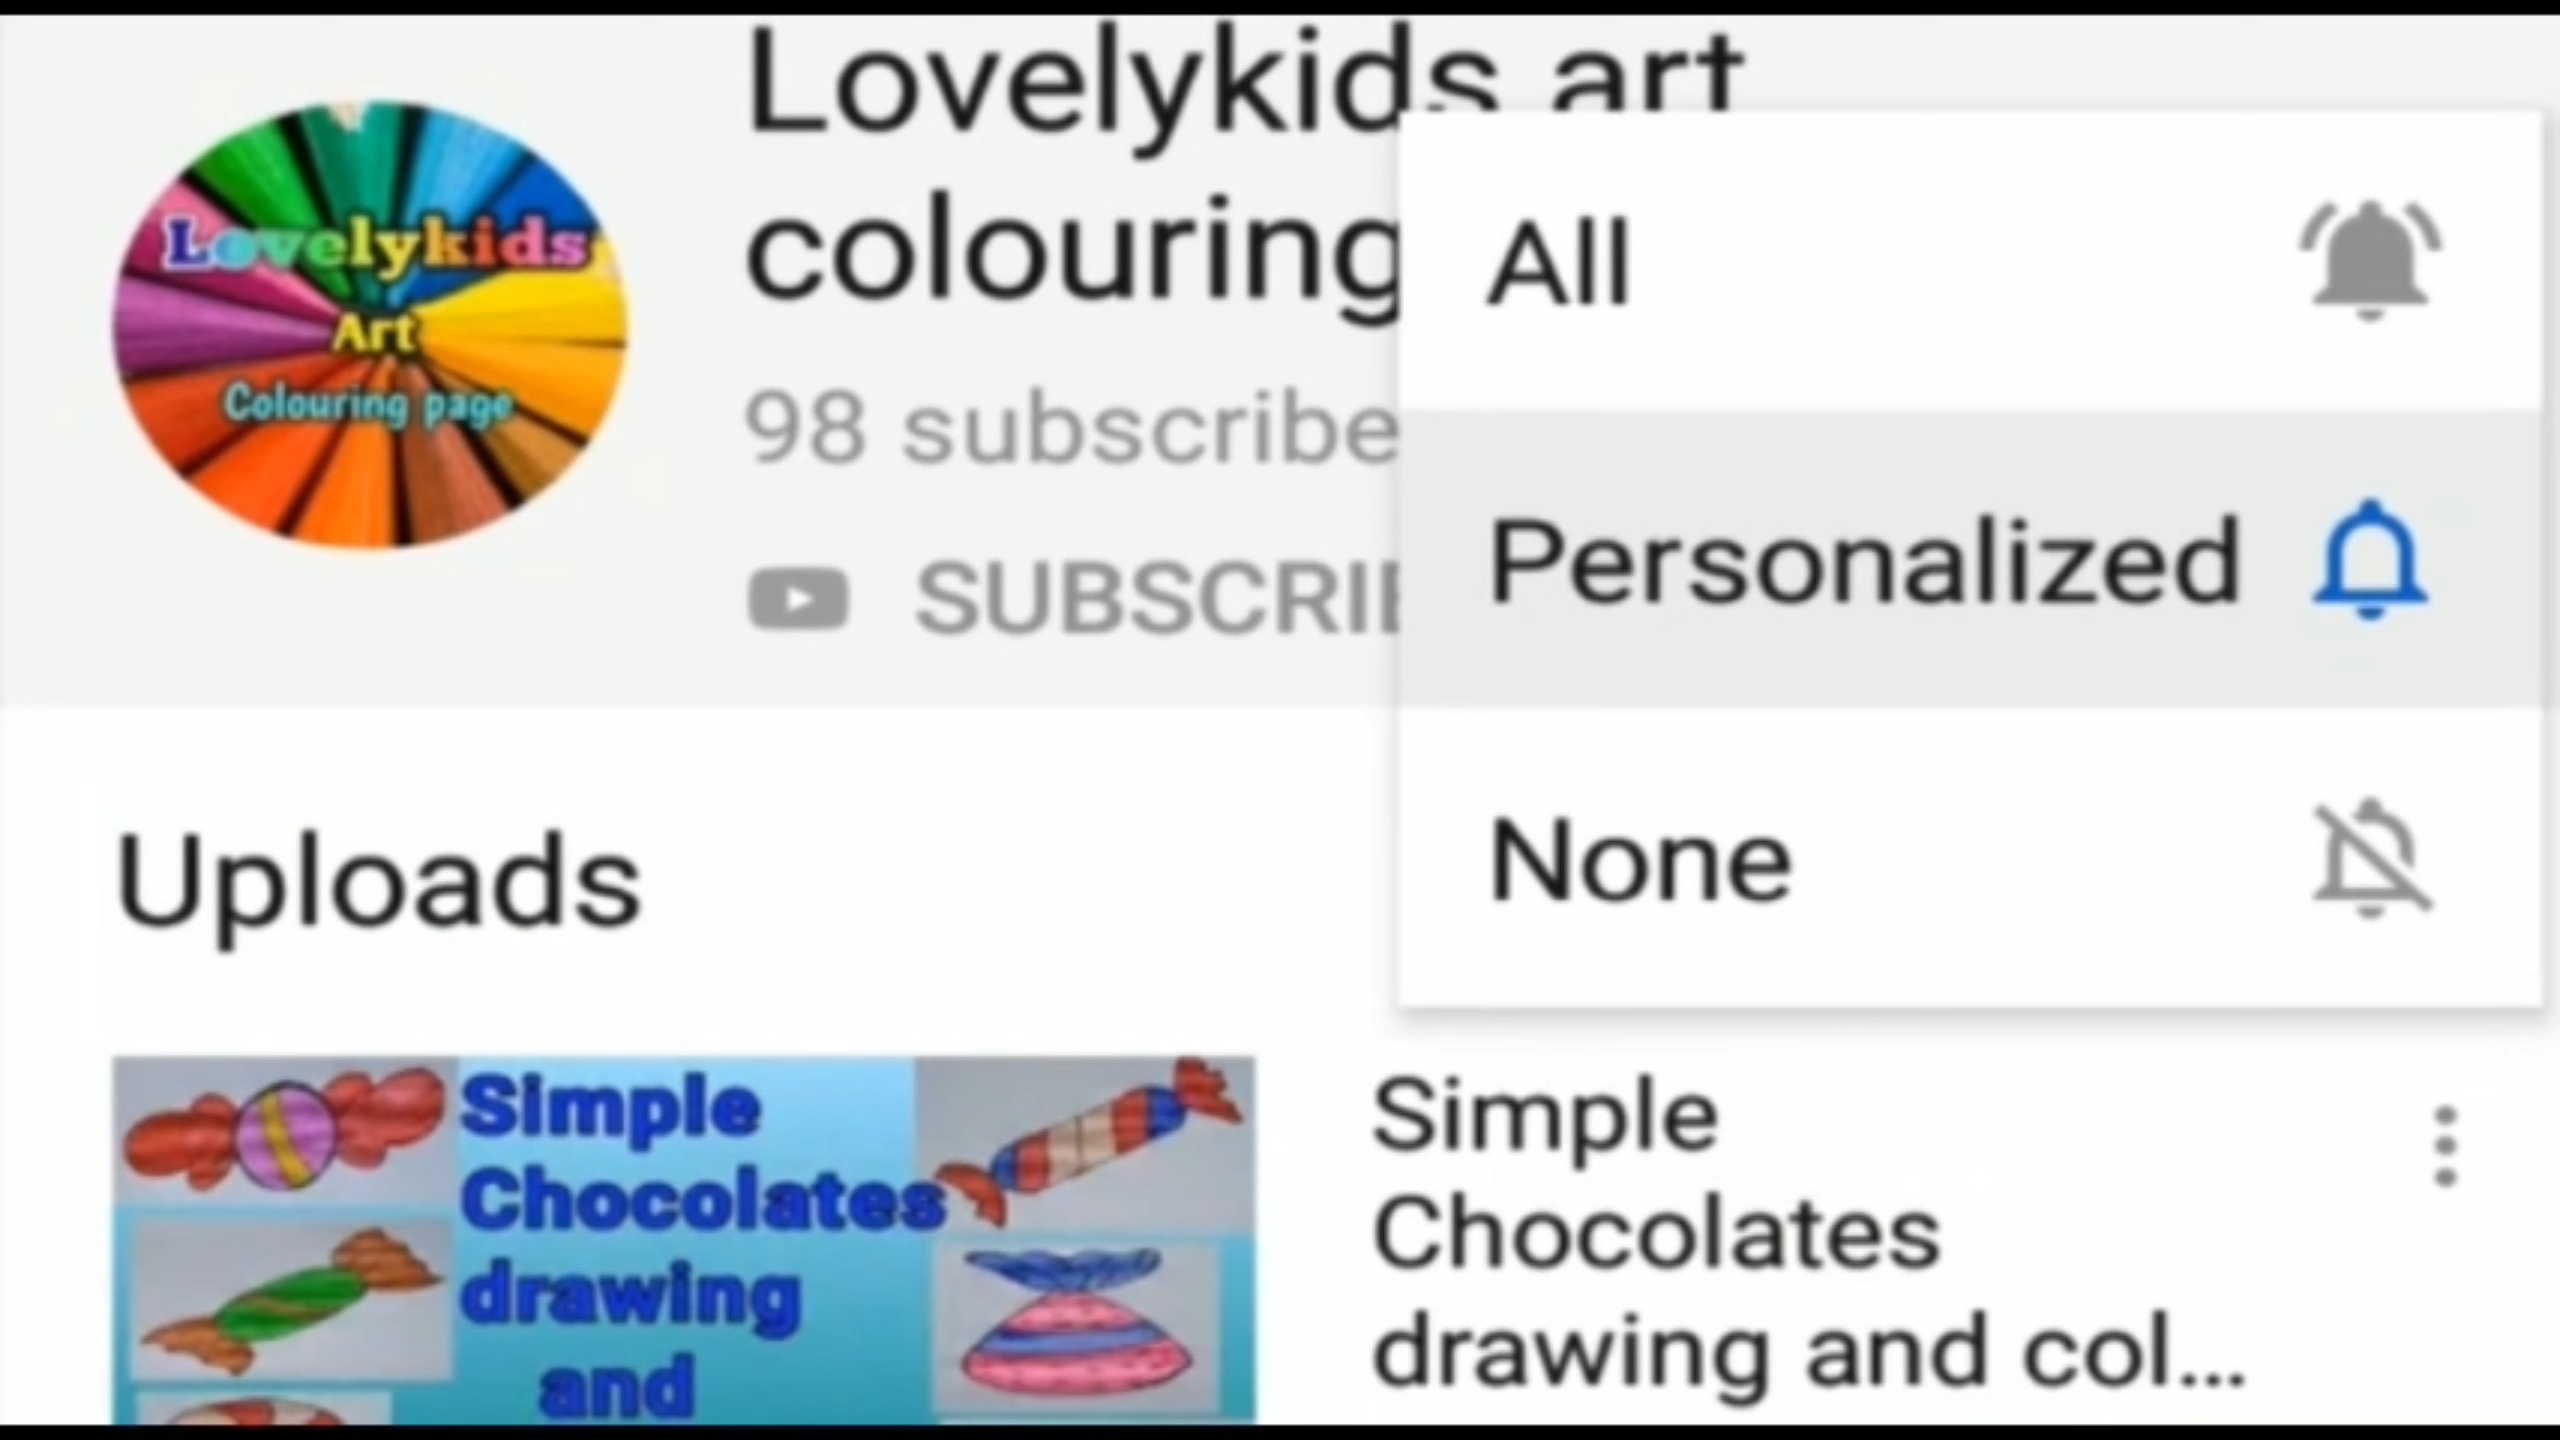 Lovelykids art
colouring
98 subscribe
SUBSCRI
Lovelykids
Art
Colouring page
All
Personalized
None
Uploads
Simple
Chocolates
drawing
and
Simple
Chocolates
drawing and col...